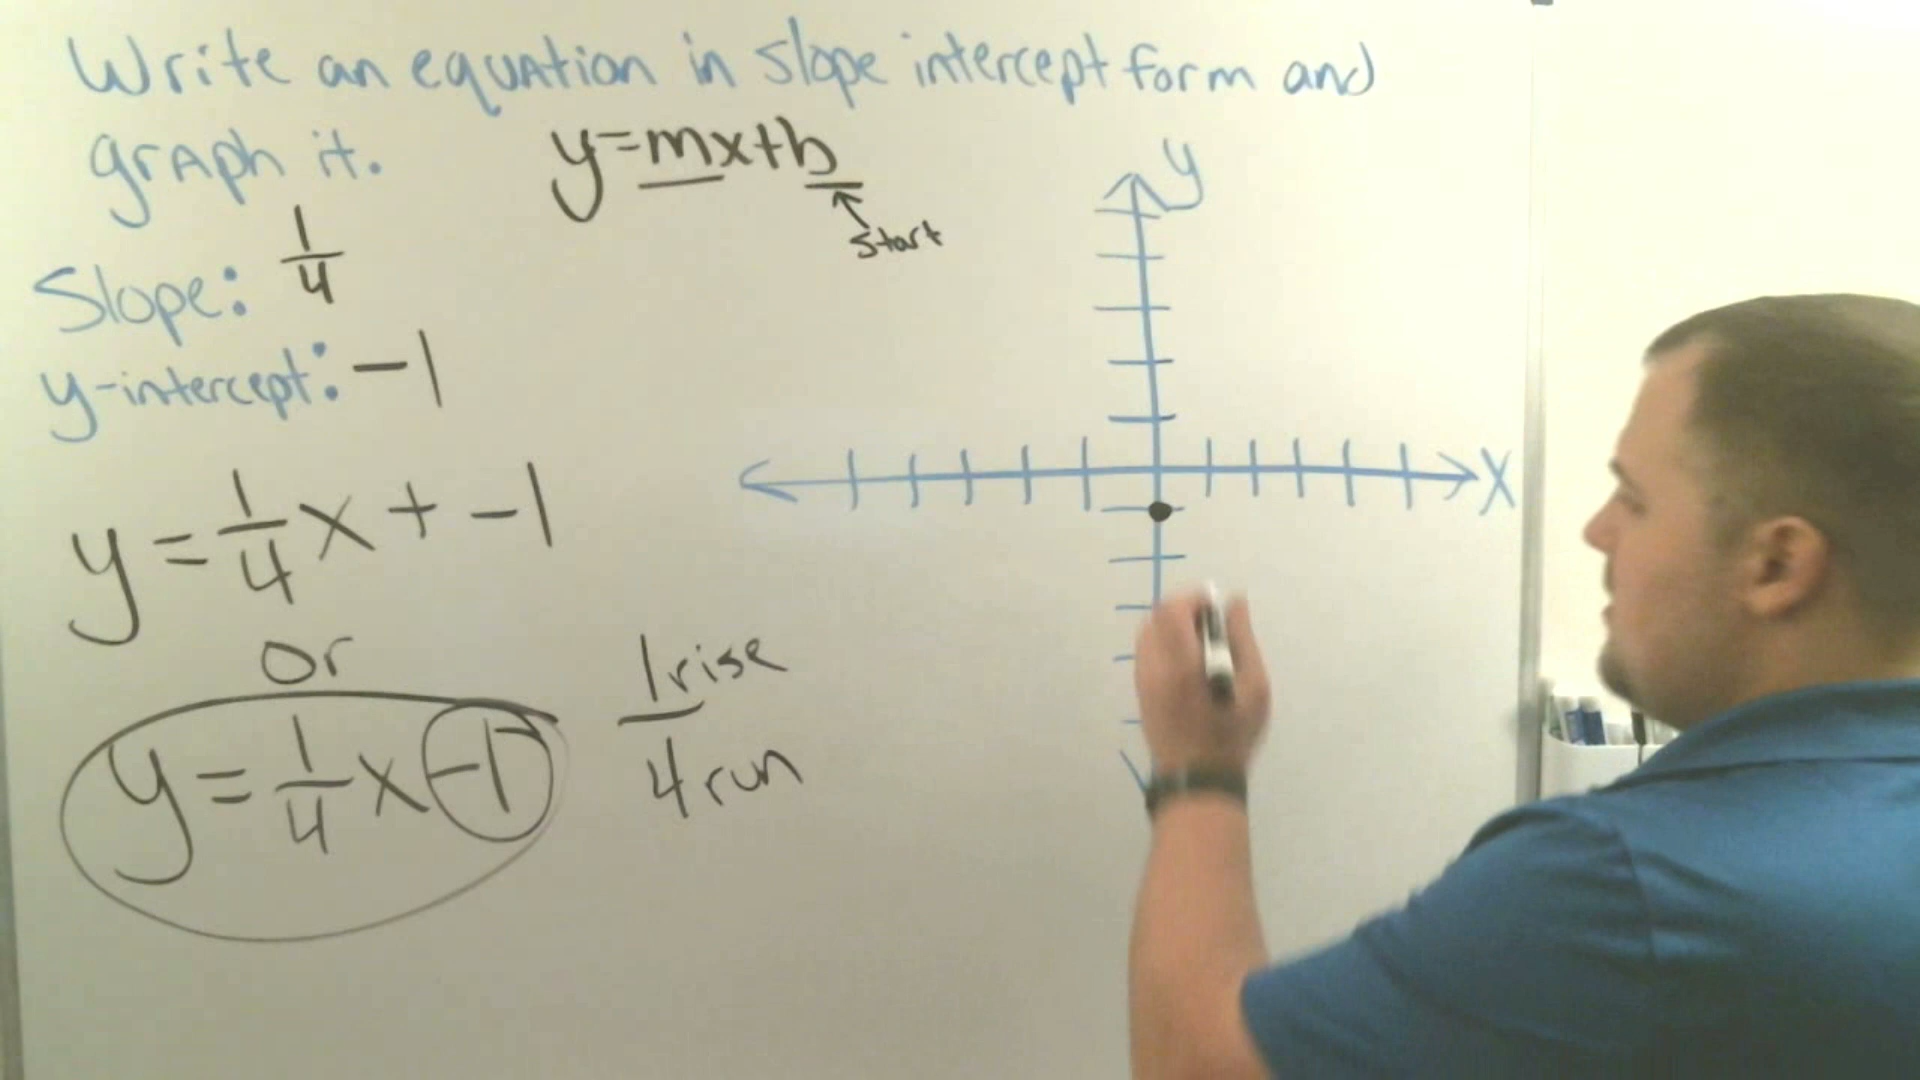 Write an equation in slope intercept form and
graph it.
y=mx+b
start
Slope: 1/4
y-intercept: -1
y = 1/4 x + -1
or
y = 1/4 x -1
1 rise
4 run
y
x